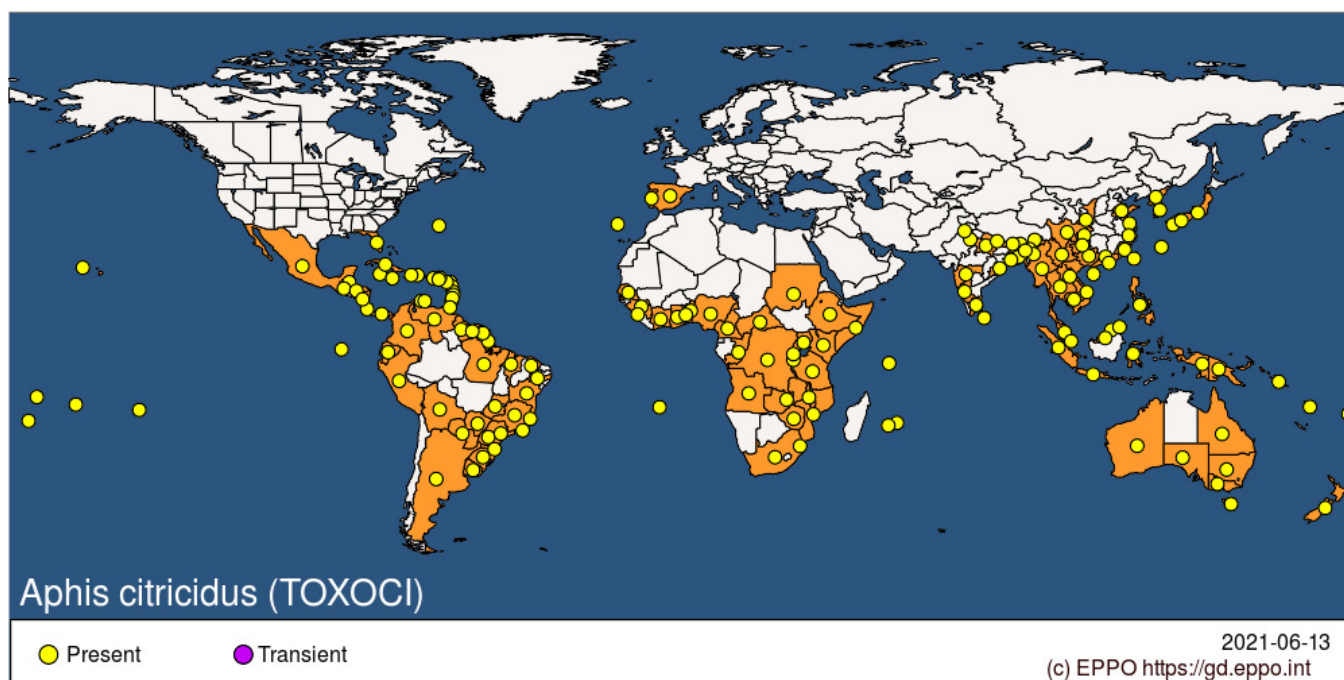 Aphis citricidus (TOXOCI)
Present
Transient
2021-06-13
(c) EPPO https://gd.eppo.int